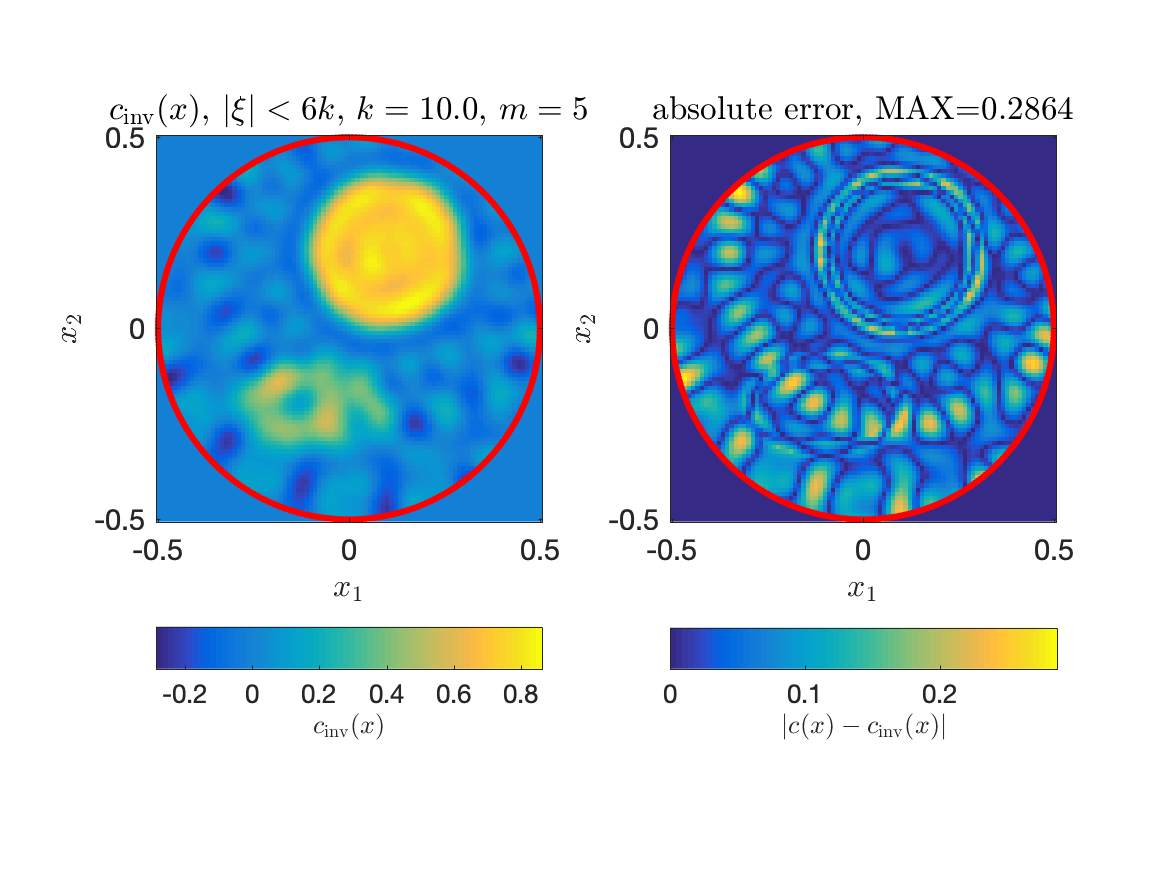 c_inv(x), |ξ| < 6k, k = 10.0, m = 5
absolute error, MAX=0.2864
0.5
0
-0.5
x_2
-0.5 0 0.5
x_1
0.5
0
-0.5
x_2
-0.5 0 0.5
x_1
-0.2 0 0.2 0.4 0.6 0.8
c_inv(x)
0 0.1 0.2
|c(x) − c_inv(x)|